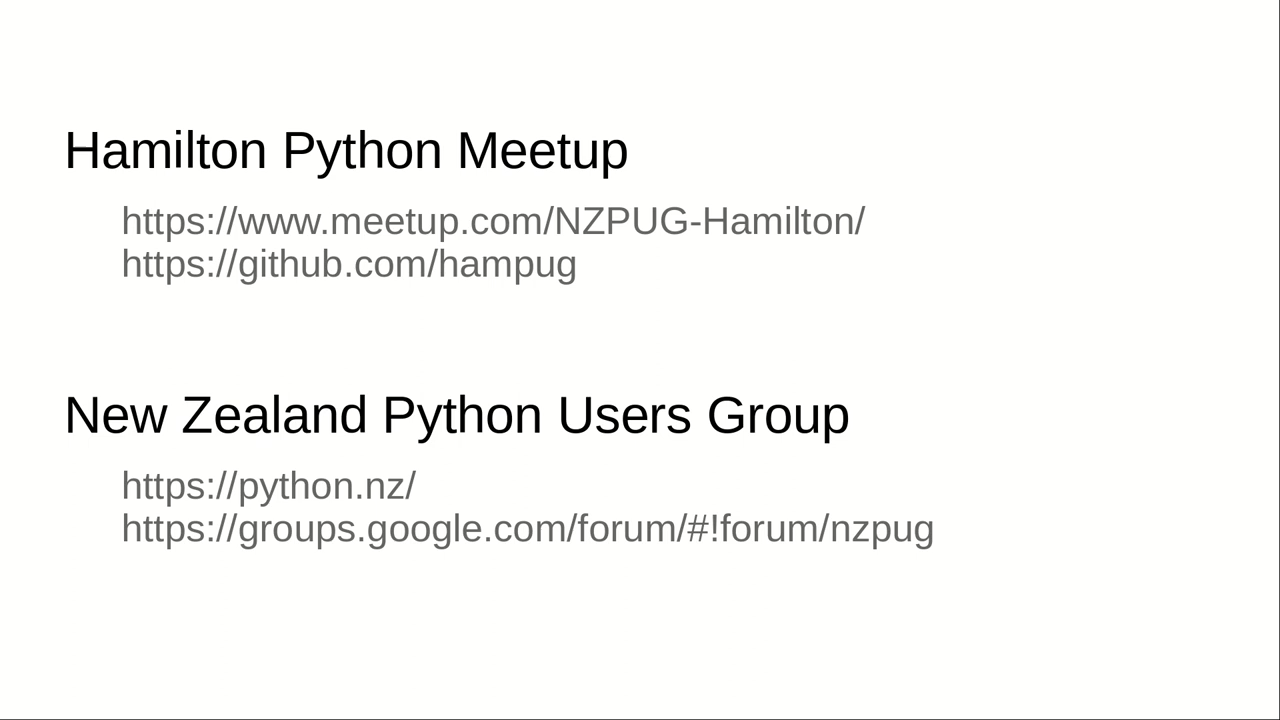 Hamilton Python Meetup
https://www.meetup.com/NZPUG-Hamilton/
https://github.com/hampug
New Zealand Python Users Group
https://python.nz/
https://groups.google.com/forum/#!forum/nzpug